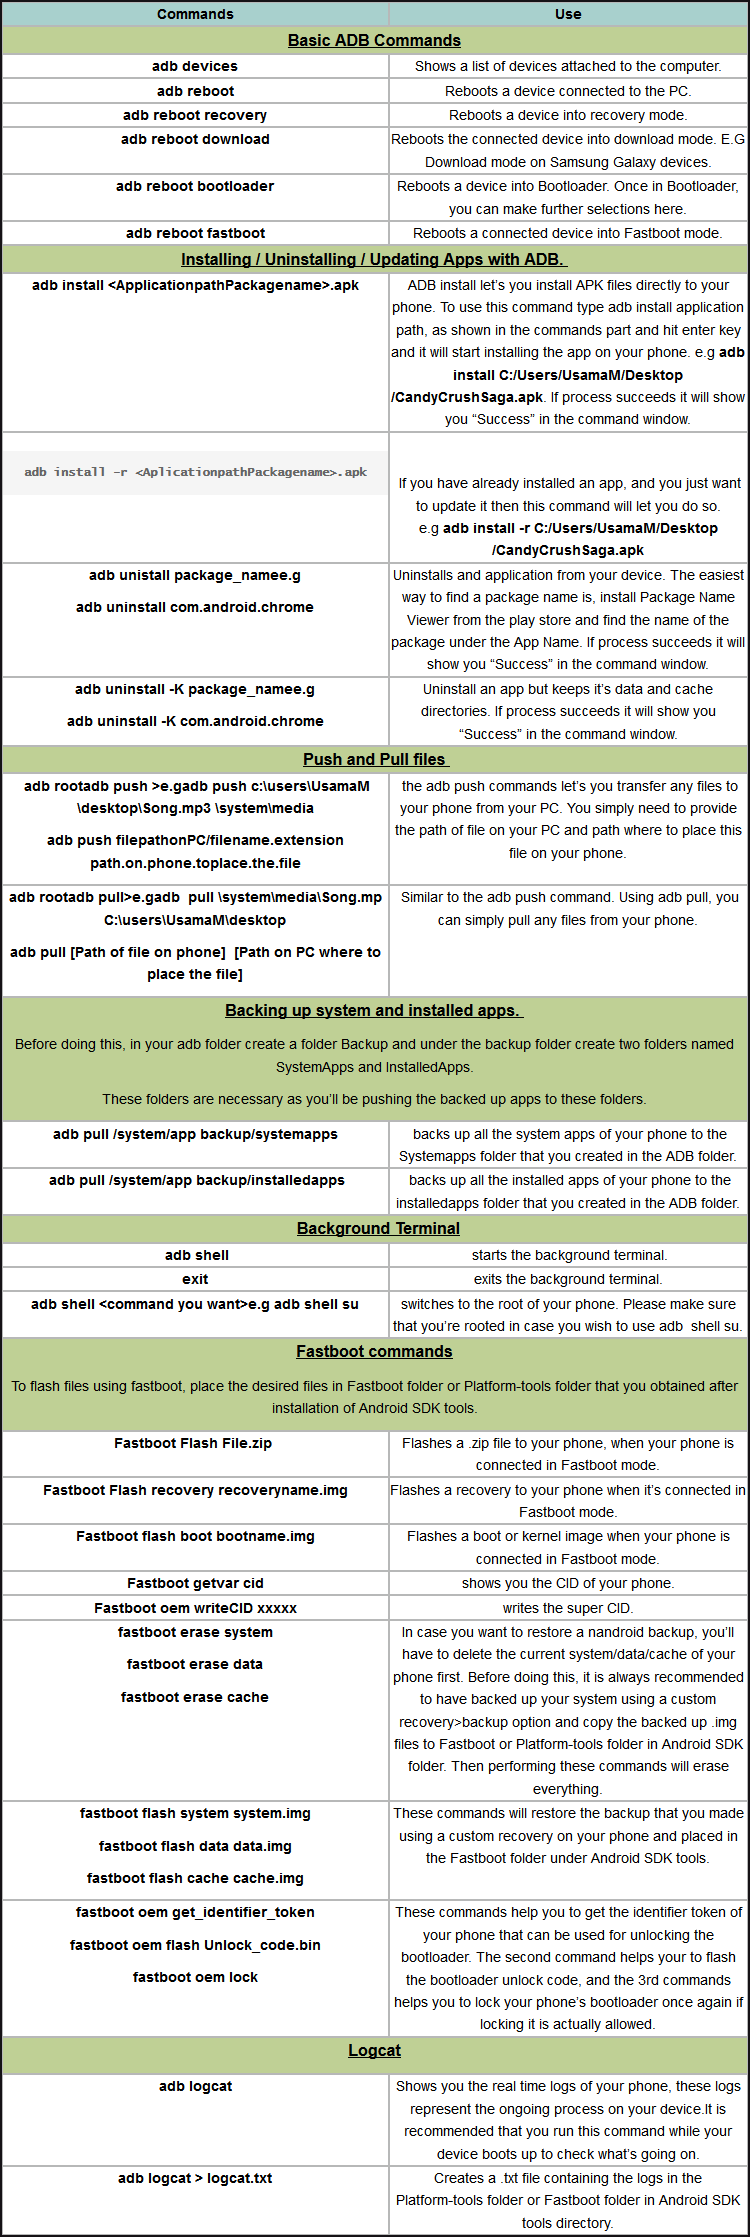 Commands
Use
Basic ADB Commands
adb devices
Shows a list of devices attached to the computer.
adb reboot
Reboots a device connected to the PC.
adb reboot recovery
Reboots a device into recovery mode.
adb reboot download
Reboots the connected device into download mode. E.G
Download mode on Samsung Galaxy devices.
adb reboot bootloader
Reboots a device into Bootloader. Once in Bootloader,
you can make further selections here.
adb reboot fastboot
Reboots a connected device into Fastboot mode.
Installing / Uninstalling / Updating Apps with ADB.
adb install <ApplicationpathPackagename>.apk
ADB install let’s you install APK files directly to your
phone. To use this command type adb install application
path, as shown in the commands part and hit enter key
and it will start installing the app on your phone. e.g adb
install C:/Users/UsamaM/Desktop
/CandyCrushSaga.apk. If process succeeds it will show
you “Success” in the command window.
adb install -r <AplicationpathPackagename>.apk
If you have already installed an app, and you just want
to update it then this command will let you do so.
e.g adb install -r C:/Users/UsamaM/Desktop
/CandyCrushSaga.apk
adb unistall package_namee.g
adb uninstall com.android.chrome
Uninstalls and application from your device. The easiest
way to find a package name is, install Package Name
Viewer from the play store and find the name of the
package under the App Name. If process succeeds it will
show you “Success” in the command window.
adb uninstall -K package_namee.g
adb uninstall -K com.android.chrome
Uninstall an app but keeps it’s data and cache
directories. If process succeeds it will show you
“Success” in the command window.
Push and Pull files
adb rootadb push >e.gadb push c:\users\UsamaM
\desktop\Song.mp3 \system\media
adb push filepathonPC/filename.extension
path.on.phone.toplace.the.file
the adb push commands let’s you transfer any files to
your phone from your PC. You simply need to provide
the path of file on your PC and path where to place this
file on your phone.
adb rootadb pull>e.gadb  pull \system\media\Song.mp
C:\users\UsamaM\desktop
adb pull [Path of file on phone]  [Path on PC where to
place the file]
Similar to the adb push command. Using adb pull, you
can simply pull any files from your phone.
Backing up system and installed apps.
Before doing this, in your adb folder create a folder Backup and under the backup folder create two folders named
SystemApps and InstalledApps.
These folders are necessary as you’ll be pushing the backed up apps to these folders.
adb pull /system/app backup/systemapps
backs up all the system apps of your phone to the
Systemapps folder that you created in the ADB folder.
adb pull /system/app backup/installedapps
backs up all the installed apps of your phone to the
installedapps folder that you created in the ADB folder.
Background Terminal
adb shell
starts the background terminal.
exit
exits the background terminal.
adb shell <command you want>e.g adb shell su
switches to the root of your phone. Please make sure
that you’re rooted in case you wish to use adb  shell su.
Fastboot commands
To flash files using fastboot, place the desired files in Fastboot folder or Platform-tools folder that you obtained after
installation of Android SDK tools.
Fastboot Flash File.zip
Flashes a .zip file to your phone, when your phone is
connected in Fastboot mode.
Fastboot Flash recovery recoveryname.img
Flashes a recovery to your phone when it’s connected in
Fastboot mode.
Fastboot flash boot bootname.img
Flashes a boot or kernel image when your phone is
connected in Fastboot mode.
Fastboot getvar cid
shows you the CID of your phone.
Fastboot oem writeCID xxxxx
writes the super CID.
fastboot erase system
fastboot erase data
fastboot erase cache
In case you want to restore a nandroid backup, you’ll
have to delete the current system/data/cache of your
phone first. Before doing this, it is always recommended
to have backed up your system using a custom
recovery>backup option and copy the backed up .img
files to Fastboot or Platform-tools folder in Android SDK
folder. Then performing these commands will erase
everything.
fastboot flash system system.img
fastboot flash data data.img
fastboot flash cache cache.img
These commands will restore the backup that you made
using a custom recovery on your phone and placed in
the Fastboot folder under Android SDK tools.
fastboot oem get_identifier_token
fastboot oem flash Unlock_code.bin
fastboot oem lock
These commands help you to get the identifier token of
your phone that can be used for unlocking the
bootloader. The second command helps your to flash
the bootloader unlock code, and the 3rd commands
helps you to lock your phone’s bootloader once again if
locking it is actually allowed.
Logcat
adb logcat
Shows you the real time logs of your phone, these logs
represent the ongoing process on your device.It is
recommended that you run this command while your
device boots up to check what’s going on.
adb logcat > logcat.txt
Creates a .txt file containing the logs in the
Platform-tools folder or Fastboot folder in Android SDK
tools directory.